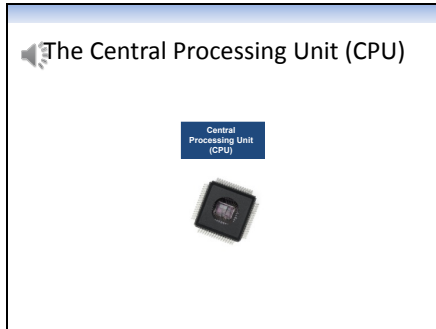 The Central Processing Unit (CPU)
Central
Processing Unit
(CPU)